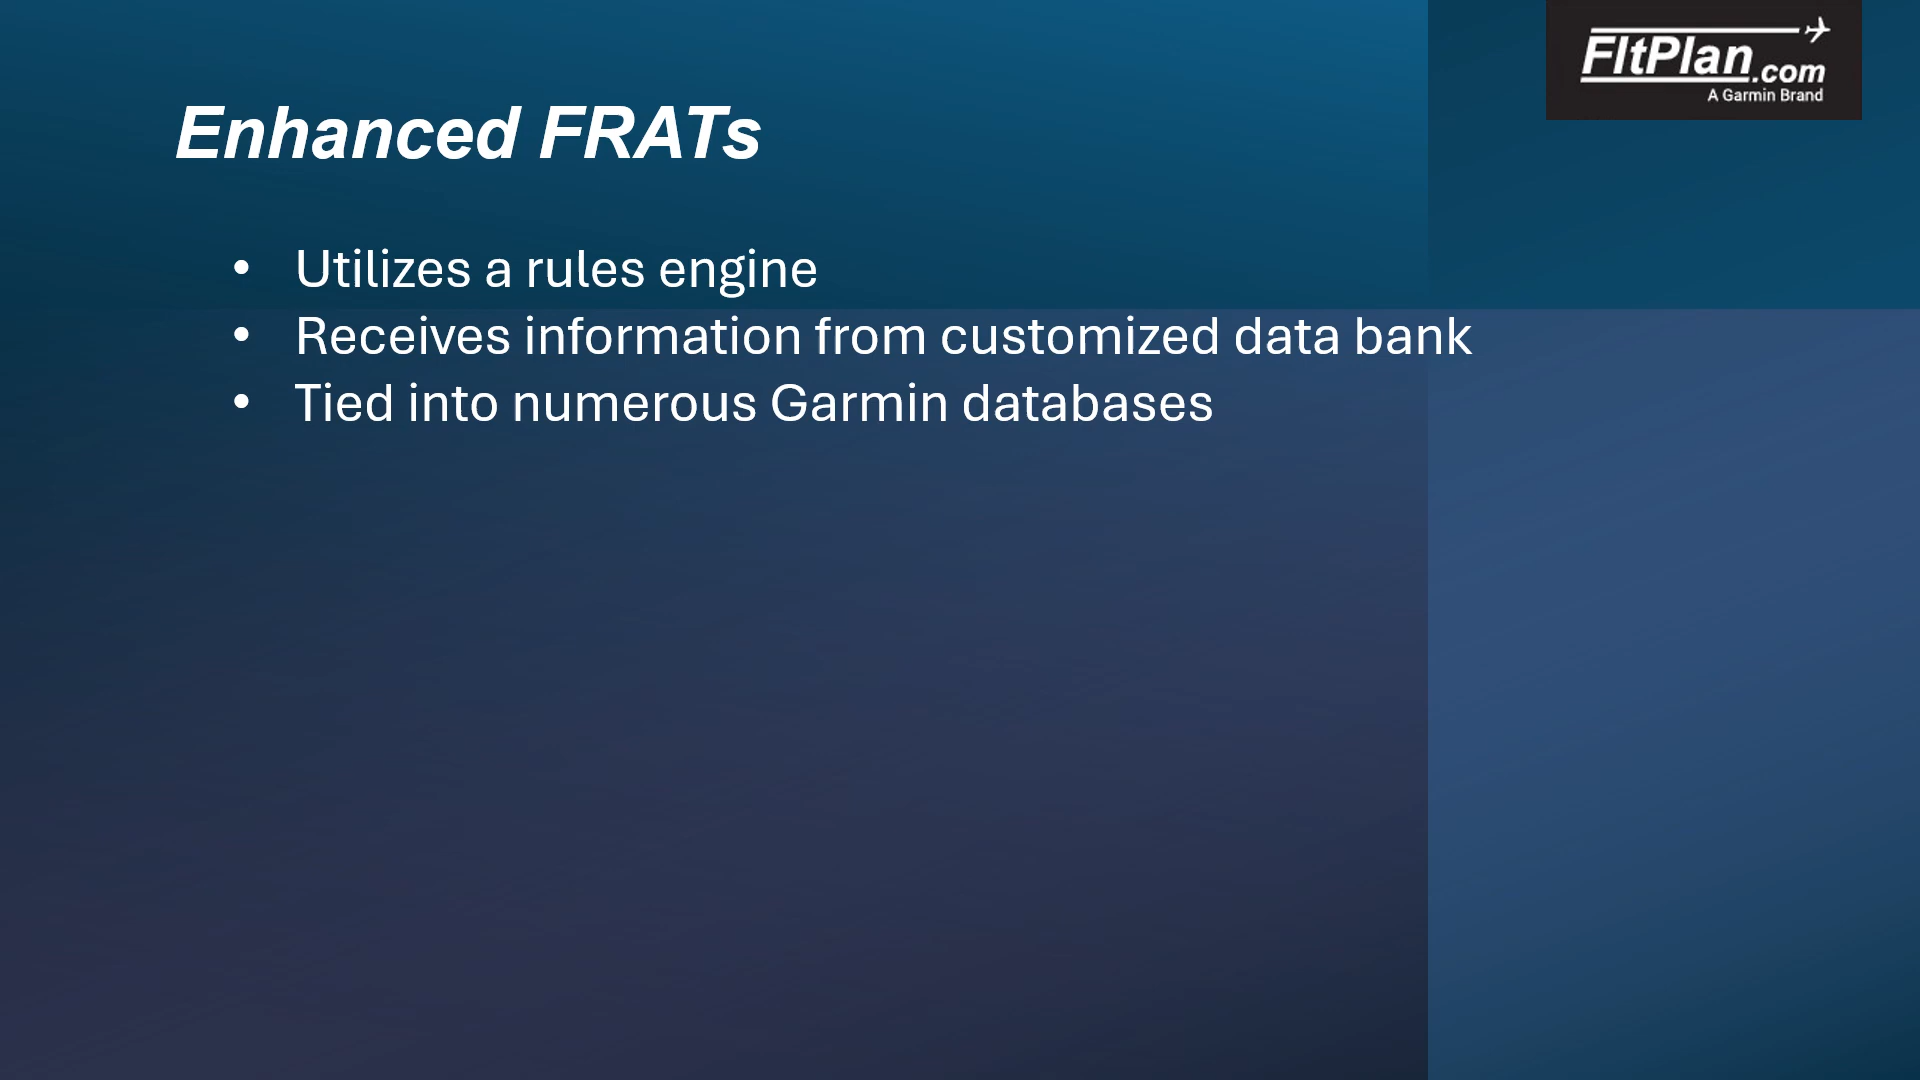 FltPlan.com
A Garmin Brand
Enhanced FRATs
• Utilizes a rules engine
• Receives information from customized data bank
• Tied into numerous Garmin databases